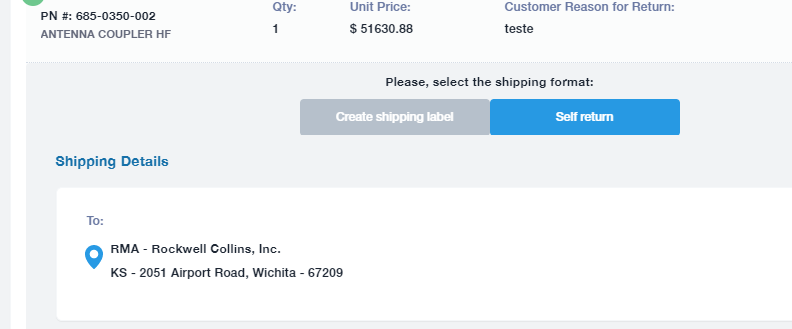 PN #: 685-0350-002
ANTENNA COUPLER HF
Qty:
1
Unit Price:
$ 51630.88
Customer Reason for Return:
teste
Please, select the shipping format:
Create shipping label
Self return
Shipping Details
To:
RMA - Rockwell Collins, Inc.
KS - 2051 Airport Road, Wichita - 67209